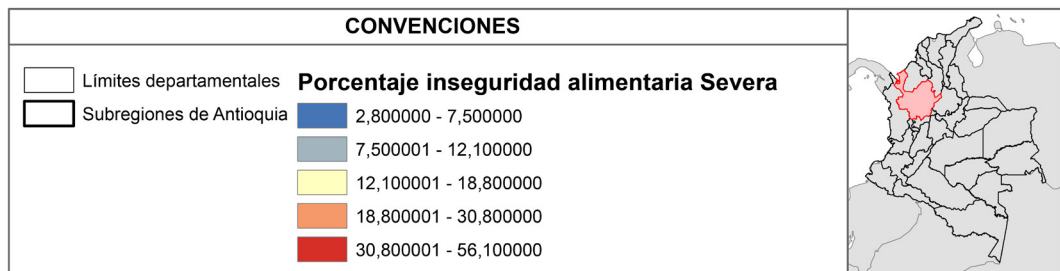 CONVENCIONES
Límites departamentales
Subregiones de Antioquia
Porcentaje inseguridad alimentaria Severa
2,800000 - 7,500000
7,500001 - 12,100000
12,100001 - 18,800000
18,800001 - 30,800000
30,800001 - 56,100000